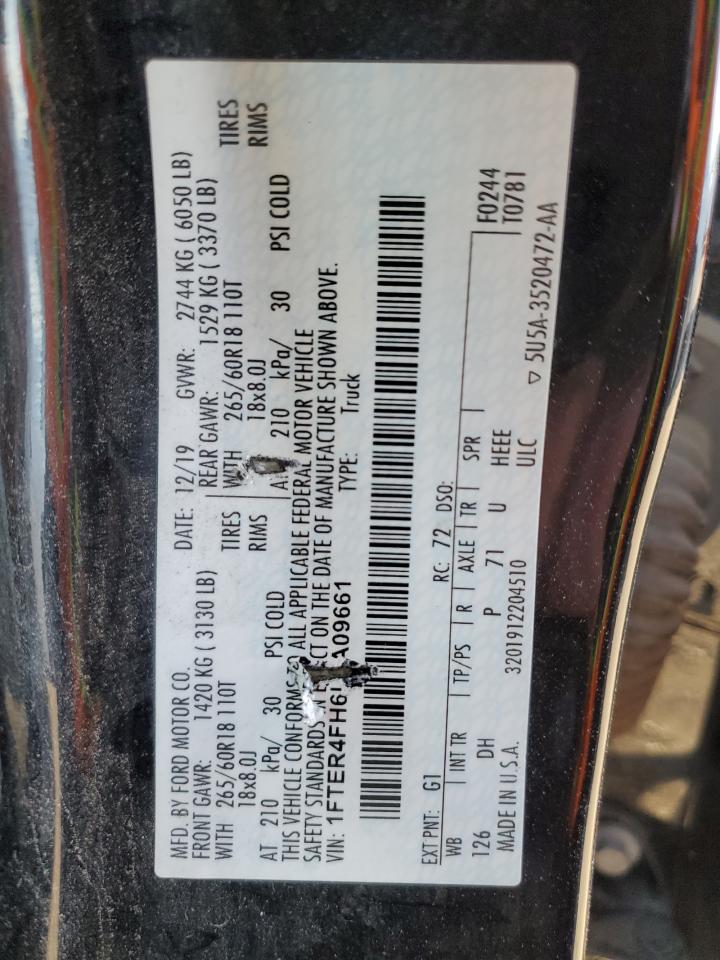 MFD. BY FORD MOTOR CO. DATE: 12/19 GVWR: 2744 KG ( 6050 LB)
FRONT GAWR: 1420 KG ( 3130 LB) REAR GAWR: 1529 KG ( 3370 LB)
WITH 265/60R18 110T TIRES WITH 265/60R18 110T TIRES
18x8.0J RIMS 18x8.0J RIMS
AT 210 kPa/ 30 PSI COLD 210 kPa/ 30 PSI COLD
THIS VEHICLE CONFORMS ALL APPLICABLE FEDERAL MOTOR VEHICLE
SAFETY STANDARDS ON THE DATE OF MANUFACTURE SHOWN ABOVE.
VIN: 1FTER4FH6 A09661 TYPE: Truck
EXT PNT: G1 RC: 72 DSO:
WB INT TR TP/PS R AXLE TR SPR F0244
126 DH P 71 U HEEE T0781
MADE IN U.S.A. 3201912204510 ULC
▽ 5U5A-3520472-AA